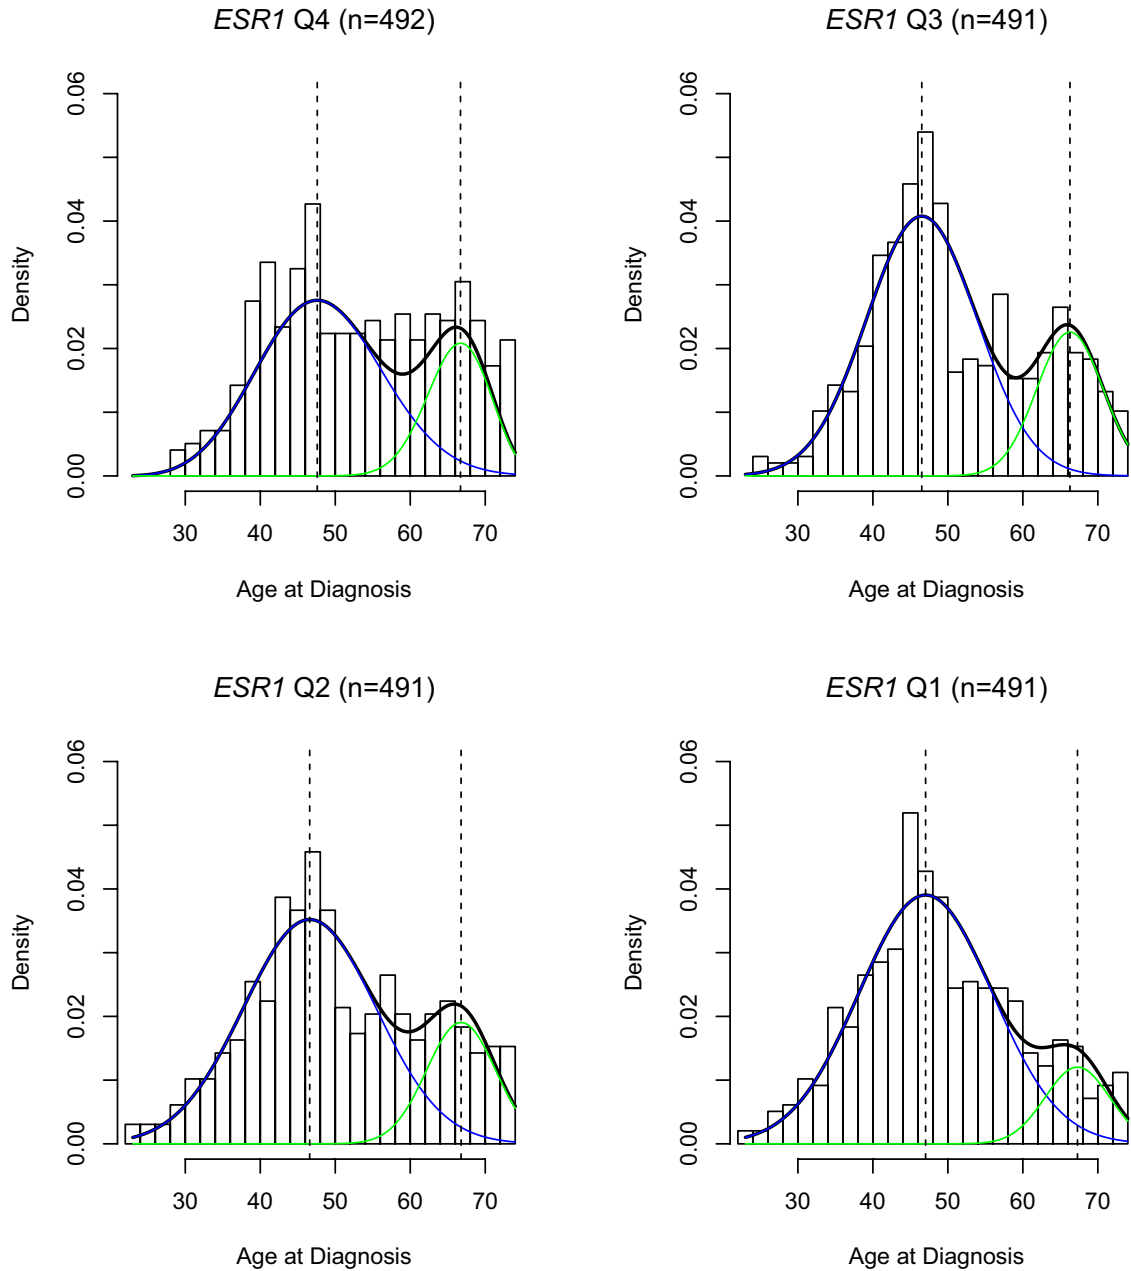 ESR1 Q4 (n=492)
Density
0.00 0.02 0.04 0.06
30 40 50 60 70
Age at Diagnosis
ESR1 Q3 (n=491)
Density
0.00 0.02 0.04 0.06
30 40 50 60 70
Age at Diagnosis
ESR1 Q2 (n=491)
Density
0.00 0.02 0.04 0.06
30 40 50 60 70
Age at Diagnosis
ESR1 Q1 (n=491)
Density
0.00 0.02 0.04 0.06
30 40 50 60 70
Age at Diagnosis